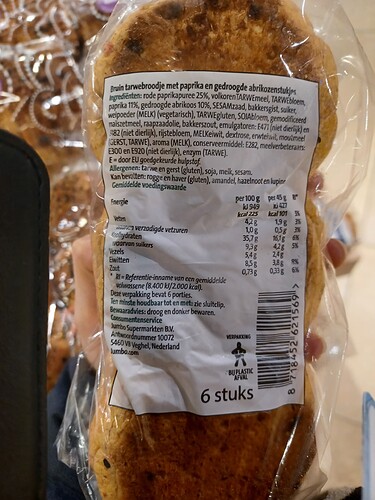 Bruin tarwebroodje met paprika en gedroogde abrikozenstukjes
Ingrediënten: rode paprikapuree 25%, volkorenTARWEmeel, TARWEbloem,
paprika 11%, gedroogde abrikoos 10%, SESAMzaad, bakkersgist, suiker,
weipoeder (MELK) (vegetarisch), TARWEgluten, SOJAbloem, gemodificeerd
maïszetmeel, raapzaadolie, bakkerszout, emulgatoren: E471 (niet dierlijk) en
E482 (niet dierlijk), rijstebloem, MELKeiwit, dextrose, erwteiwit, moutmeel
(GERST, TARWE), aroma (MELK), conserveermiddel: E282, meelverbeteraars:
E300 en E920 (niet dierlijk), enzym (TARWE).
E = door EU goedgekeurde hulpstof.
Allergenen: tarwe en gerst (gluten), soja, melk, sesam.
Kan bevatten: rogge en haver (gluten), amandel, hazelnoot en lupine.
Gemiddelde voedingswaarde
per 100 g per 45 g RI*
Energie kJ 949 kJ 427
kcal 225 kcal 101 5%
Vetten 4,2 g 1,9 g 3%
verzadigde vetzuren 1,0 g 0,5 g 3%
Koolhydraten 35,7 g 16,1 g 6%
waarvan suikers 9,3 g 4,2 g 5%
Vezels 5,4 g 2,4 g
Eiwitten 8,5 g 3,8 g 8%
Zout 0,73 g 0,33 g 6%
* RI = Referentie-inname van een gemiddelde
volwassene (8.400 kJ/2.000 kcal).
Deze verpakking bevat 6 porties.
Ten minste houdbaar tot en met: zie sluitclip.
Bewaaradvies: droog en donker bewaren.
Consumentenservice
Jumbo Supermarkten B.V.
Antwoordnummer 10072
5460 VB Veghel, Nederland
Jumbo.com
VERPAKKING
BIJ PLASTIC
AFVAL
6 stuks
8 718452 621569 >